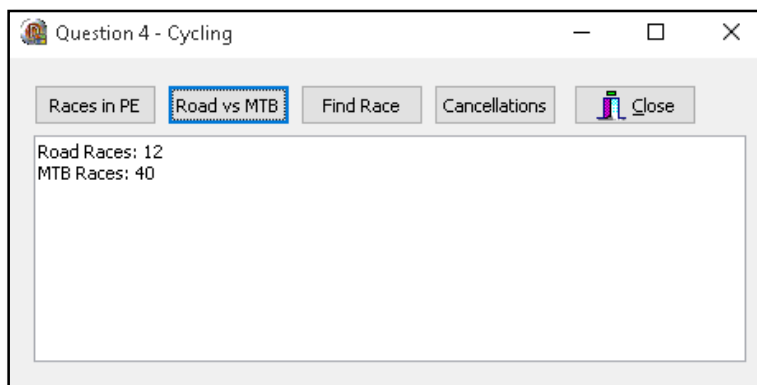 Question 4 - Cycling
Races in PE Road vs MTB Find Race Cancellations Close
Road Races: 12
MTB Races: 40